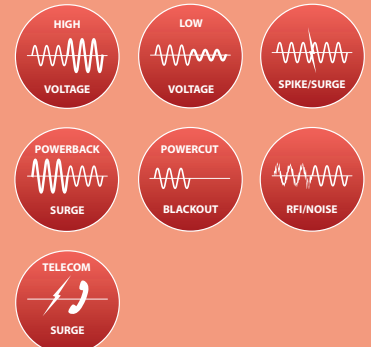 HIGH
VOLTAGE
LOW
VOLTAGE
SPIKE/SURGE
POWERBACK
SURGE
POWERCUT
BLACKOUT
RFI/NOISE
TELECOM
SURGE